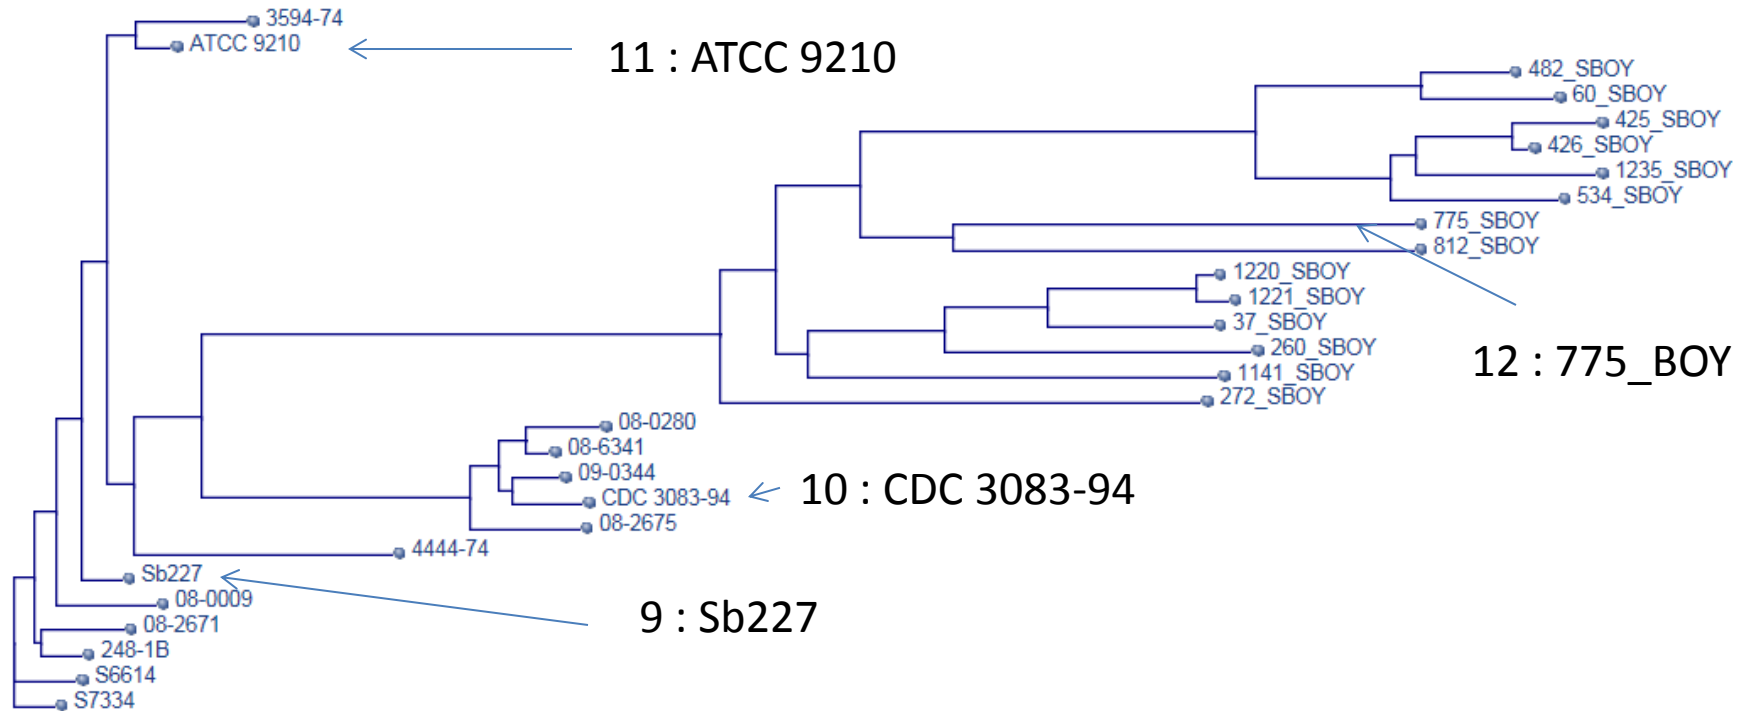 3594-74
ATCC 9210
11 : ATCC 9210
482_SBOY
60_SBOY
425_SBOY
426_SBOY
1235_SBOY
534_SBOY
775_SBOY
812_SBOY
1220_SBOY
1221_SBOY
37_SBOY
260_SBOY
12 : 775_BOY
1141_SBOY
272_SBOY
08-0280
08-6341
09-0344
CDC 3083-94
10 : CDC 3083-94
08-2675
4444-74
Sb227
08-0009
9 : Sb227
08-2671
248-1B
S6614
S7334